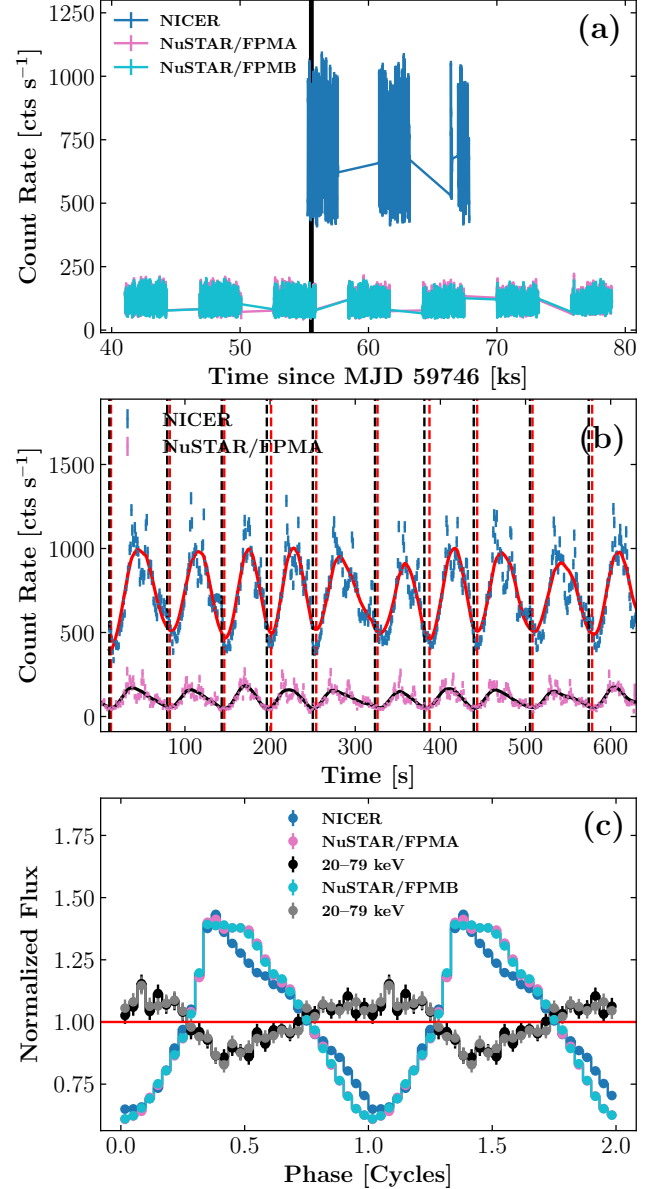 1250
1000
750
500
250
0
Count Rate [cts s⁻¹]
NICER
NuSTAR/FPMA
NuSTAR/FPMB
(a)
40 50 60 70 80
Time since MJD 59746 [ks]
1500
1000
500
0
Count Rate [cts s⁻¹]
NICER
NuSTAR/FPMA
(b)
100 200 300 400 500 600
Time [s]
1.75
1.50
1.25
1.00
0.75
Normalized Flux
NICER
NuSTAR/FPMA
20–79 keV
NuSTAR/FPMB
20–79 keV
(c)
0.0 0.5 1.0 1.5 2.0
Phase [Cycles]